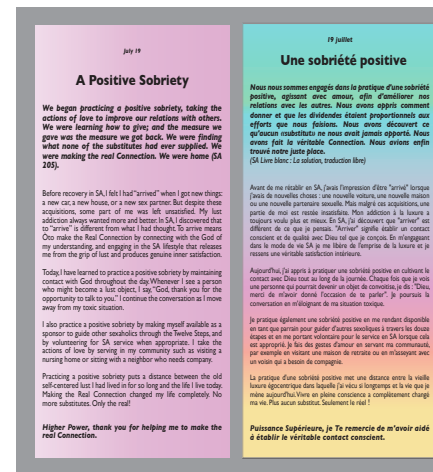 July 19
A Positive Sobriety
We began practicing a positive sobriety, taking the
actions of love to improve our relations with others.
We were learning how to give; and the measure we
gave was the measure we got back. We were finding
what none of the substitutes had ever supplied. We
were making the real Connection. We were home (SA
205).
Before recovery in SA, I felt I had "arrived" when I got new things:
a new car, a new house, or a new sex partner. But despite these
acquisitions, some part of me was left unsatisfied. My lust
addiction always wanted more and better. In SA, I discovered that
to "arrive" is different from what I had thought. To arrive means
Oto make the Real Connection by connecting with the God of
my understanding, and engaging in the SA lifestyle that releases
me from the grip of lust and produces genuine inner satisfaction.
Today, I have learned to practice a positive sobriety by maintaining
contact with God throughout the day. Whenever I see a person
who might become a lust object, I say, "God, thank you for the
opportunity to talk to you." I continue the conversation as I move
away from my toxic situation.
I also practice a positive sobriety by making myself available as a
sponsor to guide other sexaholics through the Twelve Steps, and
by volunteering for SA service when appropriate. I take the
actions of love by serving in my community such as visiting a
nursing home or sitting with a neighbor who needs company.
Practicing a positive sobriety puts a distance between the old
self-centered lust I had lived in for so long and the life I live today.
Making the Real Connection changed my life completely. No
more substitutes. Only the real!
Higher Power, thank you for helping me to make the
real Connection.
19 juillet
Une sobriété positive
Nous nous sommes engagés dans la pratique d'une sobriété
positive, agissant avec amour, afin d'améliorer nos
relations avec les autres. Nous avons appris comment
donner et que les dividendes étaient proportionnels aux
efforts que nous faisions. Nous avons découvert ce
qu'aucun «substitut» ne nous avait jamais apporté. Nous
avons fait la véritable Connection. Nous avons enfin
trouvé notre juste place.
(SA Livre blanc : La solution, traduction libre)
Avant de me rétablir en SA, j'avais l'impression d'être "arrivé" lorsque
j'avais de nouvelles choses : une nouvelle voiture, une nouvelle maison
ou une nouvelle partenaire sexuelle. Mais malgré ces acquisitions, une
partie de moi est restée insatisfaite. Mon addiction à la luxure a
toujours voulu plus et mieux. En SA, j'ai découvert que "arriver" est
différent de ce que je pensais. "Arriver" signifie établir un contact
conscient et de qualité avec Dieu tel que je conçois. En m'engageant
dans le mode de vie SA je me libère de l'emprise de la luxure et je
ressens une véritable satisfaction intérieure.
Aujourd'hui, j'ai appris à pratiquer une sobriété positive en cultivant le
contact avec Dieu tout au long de la journée. Chaque fois que je vois
une personne qui pourrait devenir un objet de convoitise, je dis : "Dieu,
merci de m'avoir donné l'occasion de te parler". Je poursuis la
conversation en m'éloignant de ma situation toxique.
Je pratique également une sobriété positive en me rendant disponible
en tant que parrain pour guider d'autres sexoliques à travers les douze
étapes et en me portant volontaire pour le service en SA lorsque cela
est approprié. Je fais des gestes d'amour en servant ma communauté,
par exemple en visitant une maison de retraite ou en m'assayant avec
un voisin qui a besoin de compagnie.
La pratique d'une sobriété positive met une distance entre la vieille
luxure égocentrique dans laquelle j'ai vécu si longtemps et la vie que je
mène aujourd'hui. Vivre en pleine conscience a complètement changé
ma vie. Plus aucun substitut. Seulement le réel !
Puissance Supérieure, je Te remercie de m'avoir aidé
à établir le véritable contact conscient.